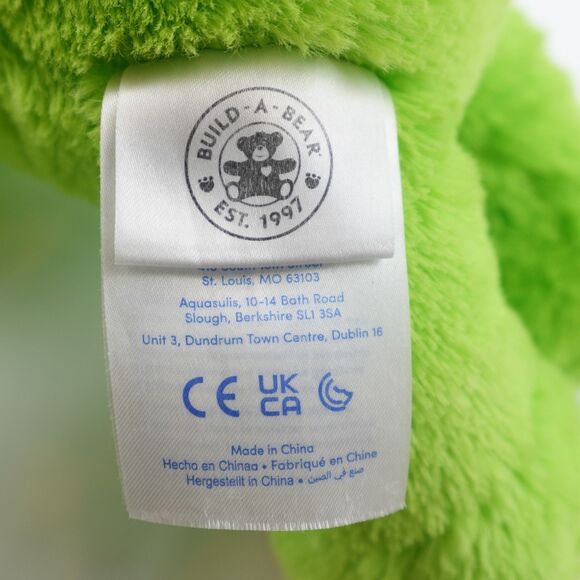 BUILD-A-BEAR®
EST. 1997
St. Louis, MO 63103
Aquasulis, 10-14 Bath Road
Slough, Berkshire SL1 3SA
Unit 3, Dundrum Town Centre, Dublin 16
CE UK
CA
Made in China
Hecho en Chinaa • Fabriqué en Chine
Hergestellt in China • صنع في الصين